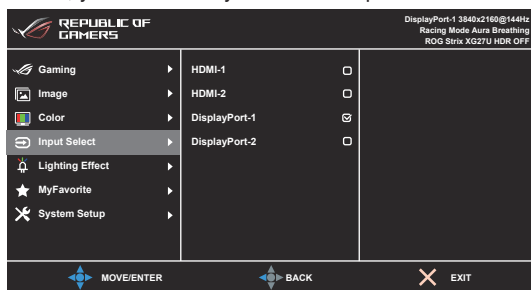 REPUBLIC OF
GAMERS
DisplayPort-1 3840x2160@144Hz
Racing Mode Aura Breathing
ROG Strix XG27U HDR OFF
Gaming
Image
Color
Input Select
Lighting Effect
MyFavorite
System Setup
HDMI-1
HDMI-2
DisplayPort-1
DisplayPort-2
MOVE/ENTER
BACK
EXIT